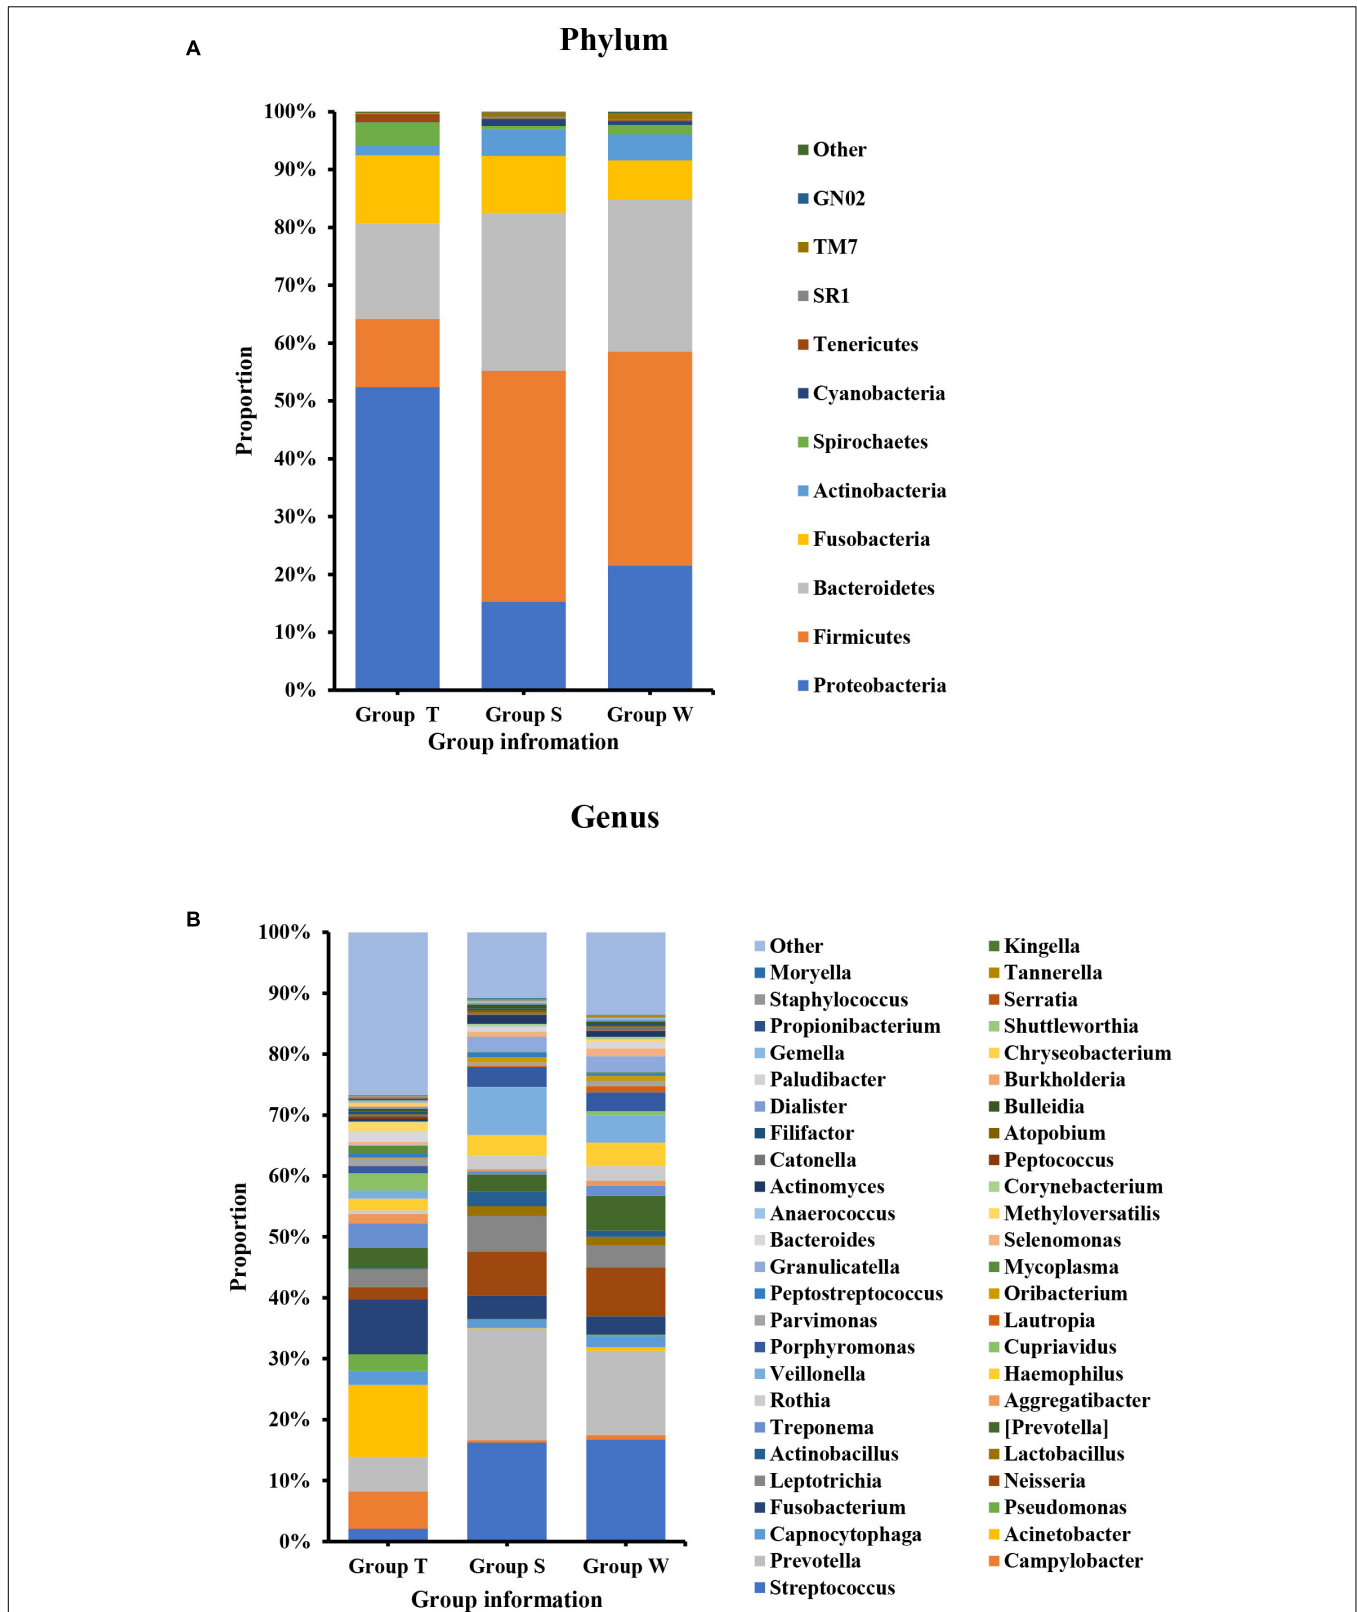 A
Phylum
100%
90%
80%
70%
60%
50%
40%
30%
20%
10%
0%
Proportion
Group T
Group S
Group W
Group infromation
Other
GN02
TM7
SR1
Tenericutes
Cyanobacteria
Spirochaetes
Actinobacteria
Fusobacteria
Bacteroidetes
Firmicutes
Proteobacteria
Genus
B
100%
90%
80%
70%
60%
50%
40%
30%
20%
10%
0%
Proportion
Group T
Group S
Group W
Group information
Other
Kingella
Moryella
Tannerella
Staphylococcus
Serratia
Propionibacterium
Shuttleworthia
Gemella
Chryseobacterium
Paludibacter
Burkholderia
Dialister
Bulleidia
Filifactor
Atopobium
Catonella
Peptococcus
Actinomyces
Corynebacterium
Anaerococcus
Methyloversatilis
Bacteroides
Selenomonas
Granulicatella
Mycoplasma
Peptostreptococcus
Oribacterium
Parvimonas
Lautropia
Porphyromonas
Cupriavidus
Veillonella
Haemophilus
Rothia
Aggregatibacter
Treponema
[Prevotella]
Actinobacillus
Lactobacillus
Leptotrichia
Neisseria
Fusobacterium
Pseudomonas
Capnocytophaga
Acinetobacter
Prevotella
Campylobacter
Streptococcus